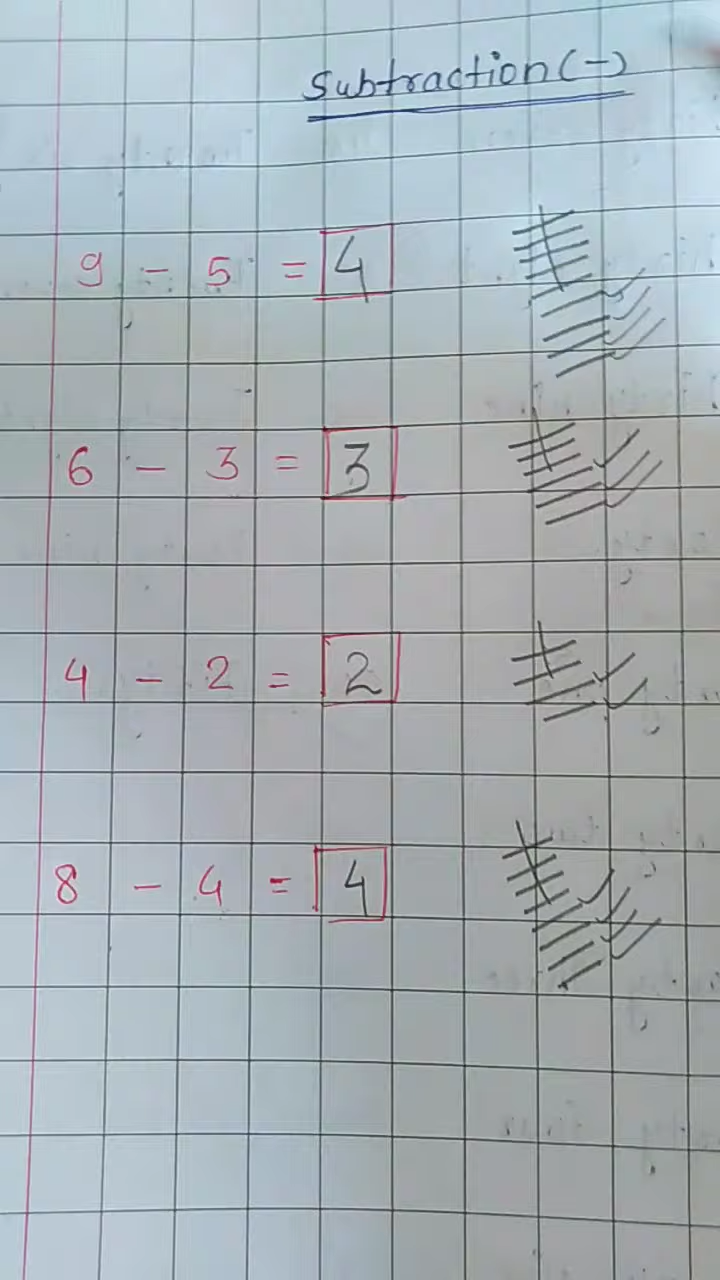 Subtraction (-)
9 - 5 = 4
6 - 3 = 3
4 - 2 = 2
8 - 4 = 4